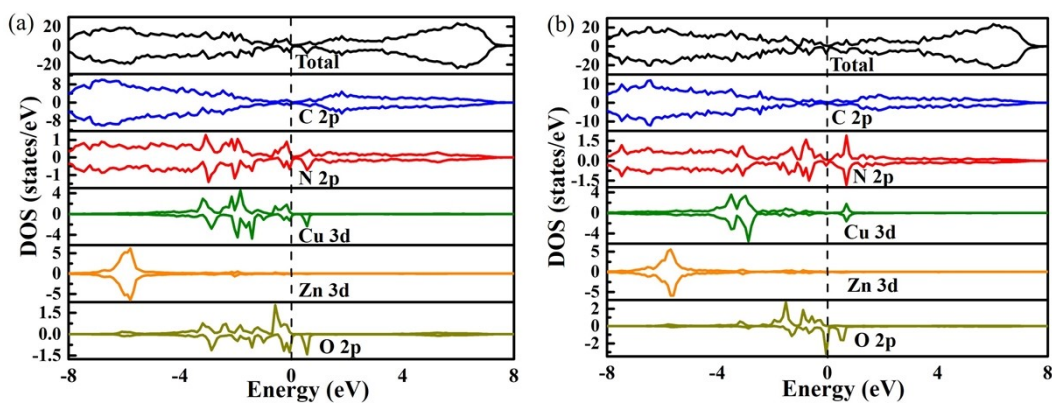 (a)
DOS (states/eV)
20
0
-20
Total
8
0
-8
C 2p
1
0
-1
N 2p
4
0
-4
Cu 3d
5
0
-5
Zn 3d
1.5
0.0
-1.5
O 2p
-8 -4 0 4 8
Energy (eV)
(b)
DOS (states/eV)
20
0
-20
Total
10
0
-10
C 2p
1.5
0.0
-1.5
N 2p
4
0
-4
Cu 3d
5
0
-5
Zn 3d
2
0
-2
O 2p
-8 -4 0 4 8
Energy (eV)